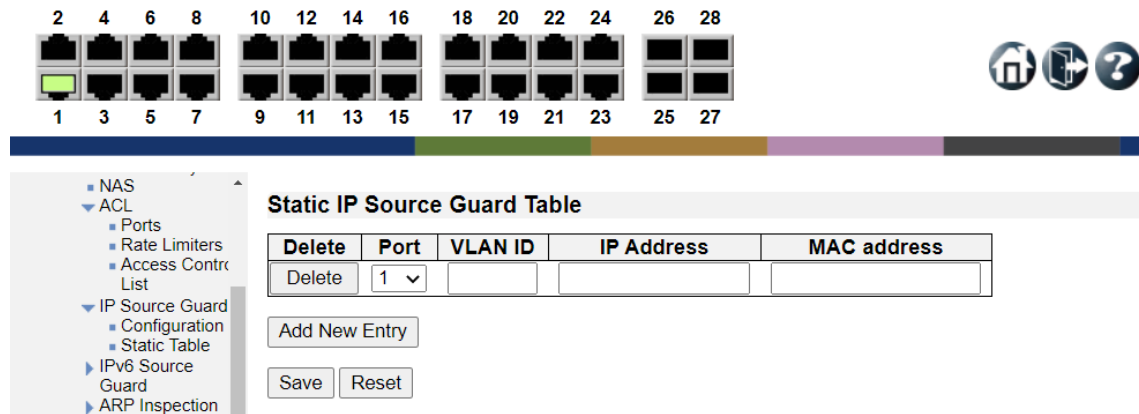 2 4 6 8 10 12 14 16 18 20 22 24 26 28
?
1 3 5 7 9 11 13 15 17 19 21 23 25 27
NAS
ACL
Ports
Rate Limiters
Access Contro
List
IP Source Guard
Configuration
Static Table
IPv6 Source
Guard
ARP Inspection
Static IP Source Guard Table
Delete Port VLAN ID IP Address MAC address
Delete 1
Add New Entry
Save Reset